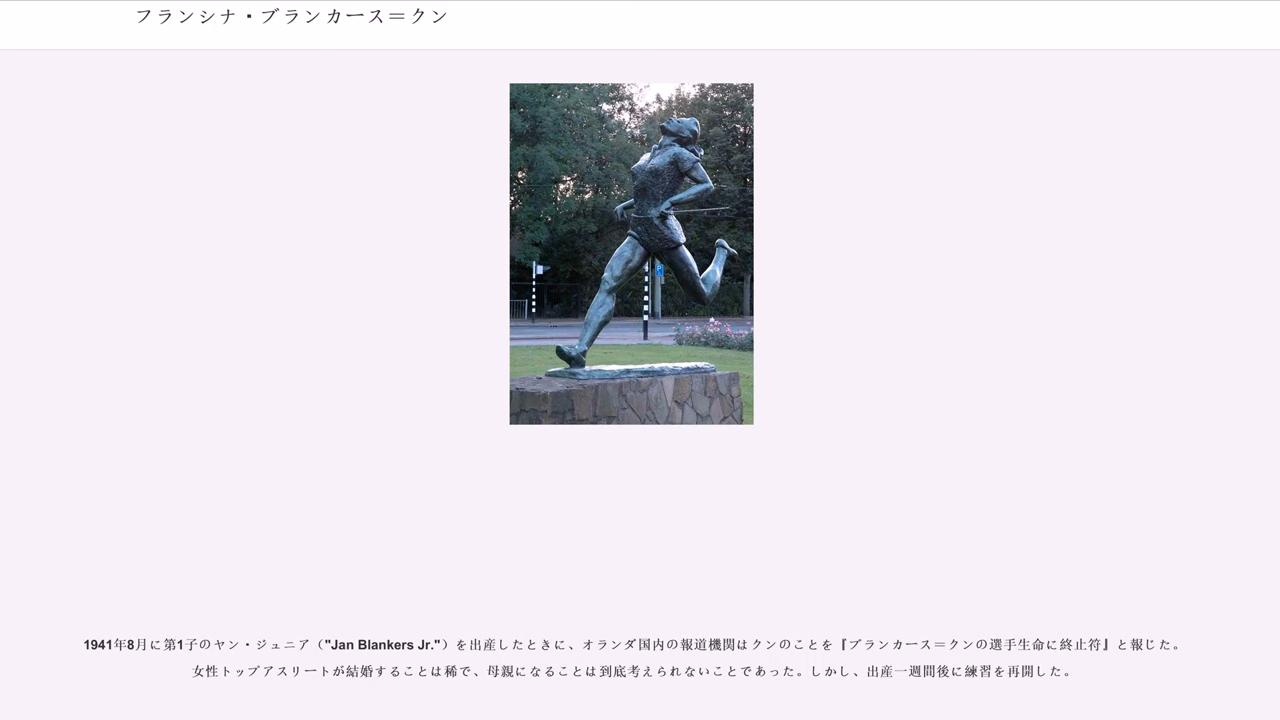 フランシナ・ブランカース＝クン
P
1941年8月に第1子のヤン・ジュニア（"Jan Blankers Jr."）を出産したときに、オランダ国内の報道機関はクンのことを『ブランカース＝クンの選手生命に終止符』と報じた。
女性トップアスリートが結婚することは稀で、母親になることは到底考えられないことであった。しかし、出産一週間後に練習を再開した。